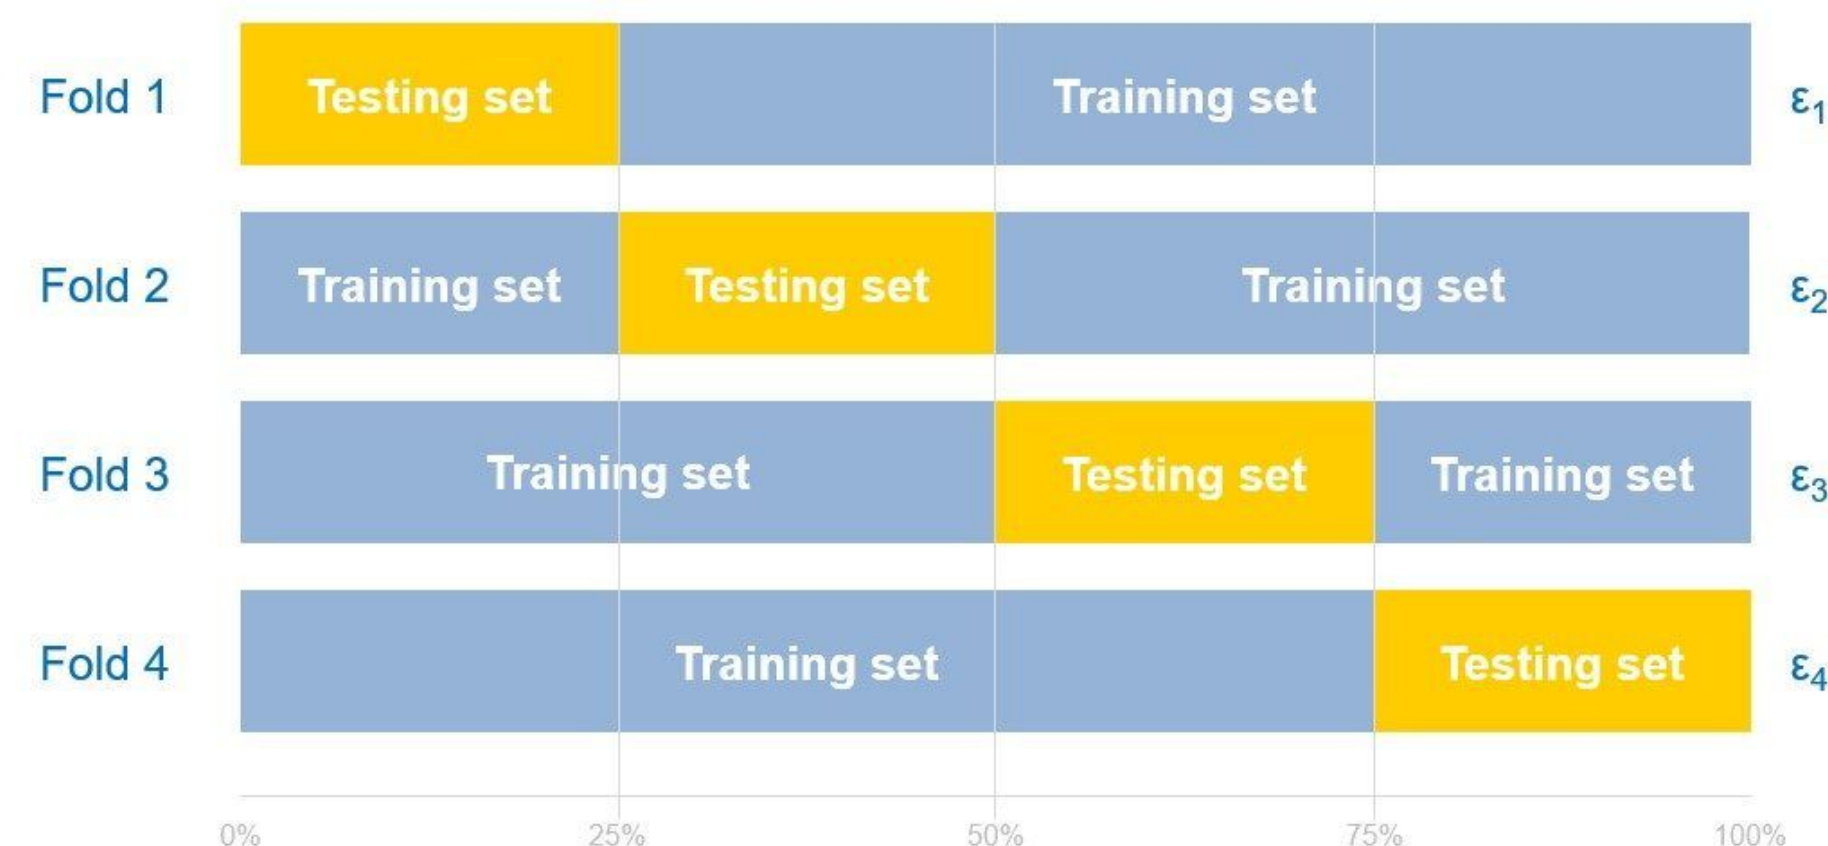 Fold 1 Testing set Training set ε₁
Fold 2 Training set Testing set Training set ε₂
Fold 3 Training set Testing set Training set ε₃
Fold 4 Training set Testing set ε₄
0% 25% 50% 75% 100%